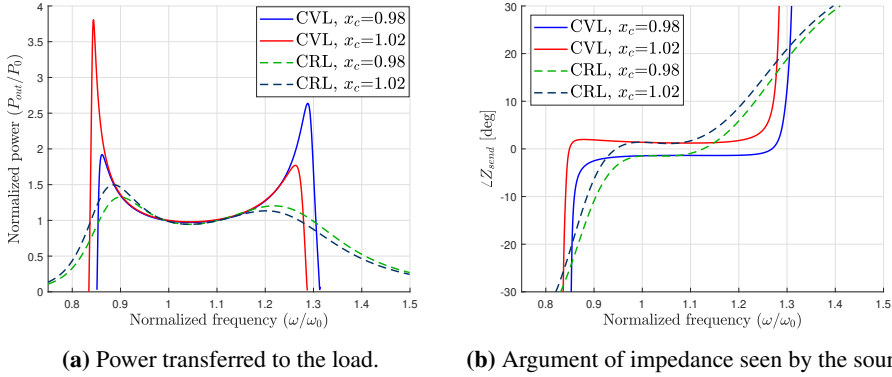 Normalized power (P_out/P_0)
4
3.5
3
2.5
2
1.5
1
0.5
0
CVL, x_c=0.98
CVL, x_c=1.02
CRL, x_c=0.98
CRL, x_c=1.02
0.8 0.9 1 1.1 1.2 1.3 1.4 1.5
Normalized frequency (ω/ω_0)
(a) Power transferred to the load.
∠Z_send [deg]
30
20
10
0
-10
-20
-30
CVL, x_c=0.98
CVL, x_c=1.02
CRL, x_c=0.98
CRL, x_c=1.02
0.8 0.9 1 1.1 1.2 1.3 1.4 1.5
Normalized frequency (ω/ω_0)
(b) Argument of impedance seen by the sour